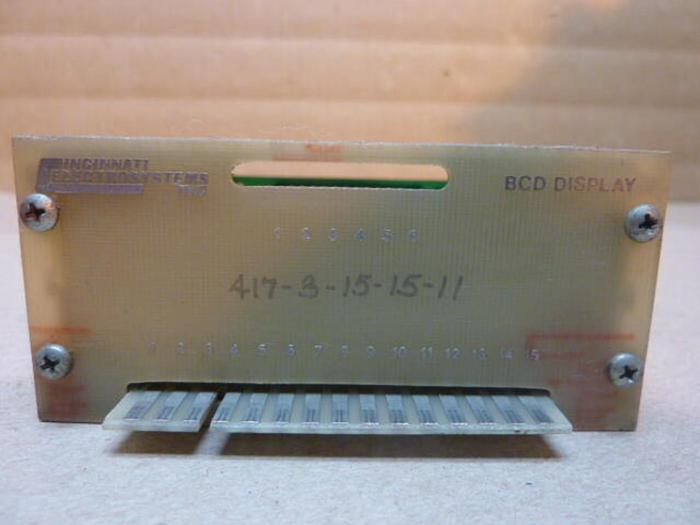 CINCINNATI
ELECTROSYSTEMS
INC
BCD DISPLAY
1 2 3 4 5 6
417-3-15-15-11
1 2 3 4 5 6 7 8 9 10 11 12 13 14 15